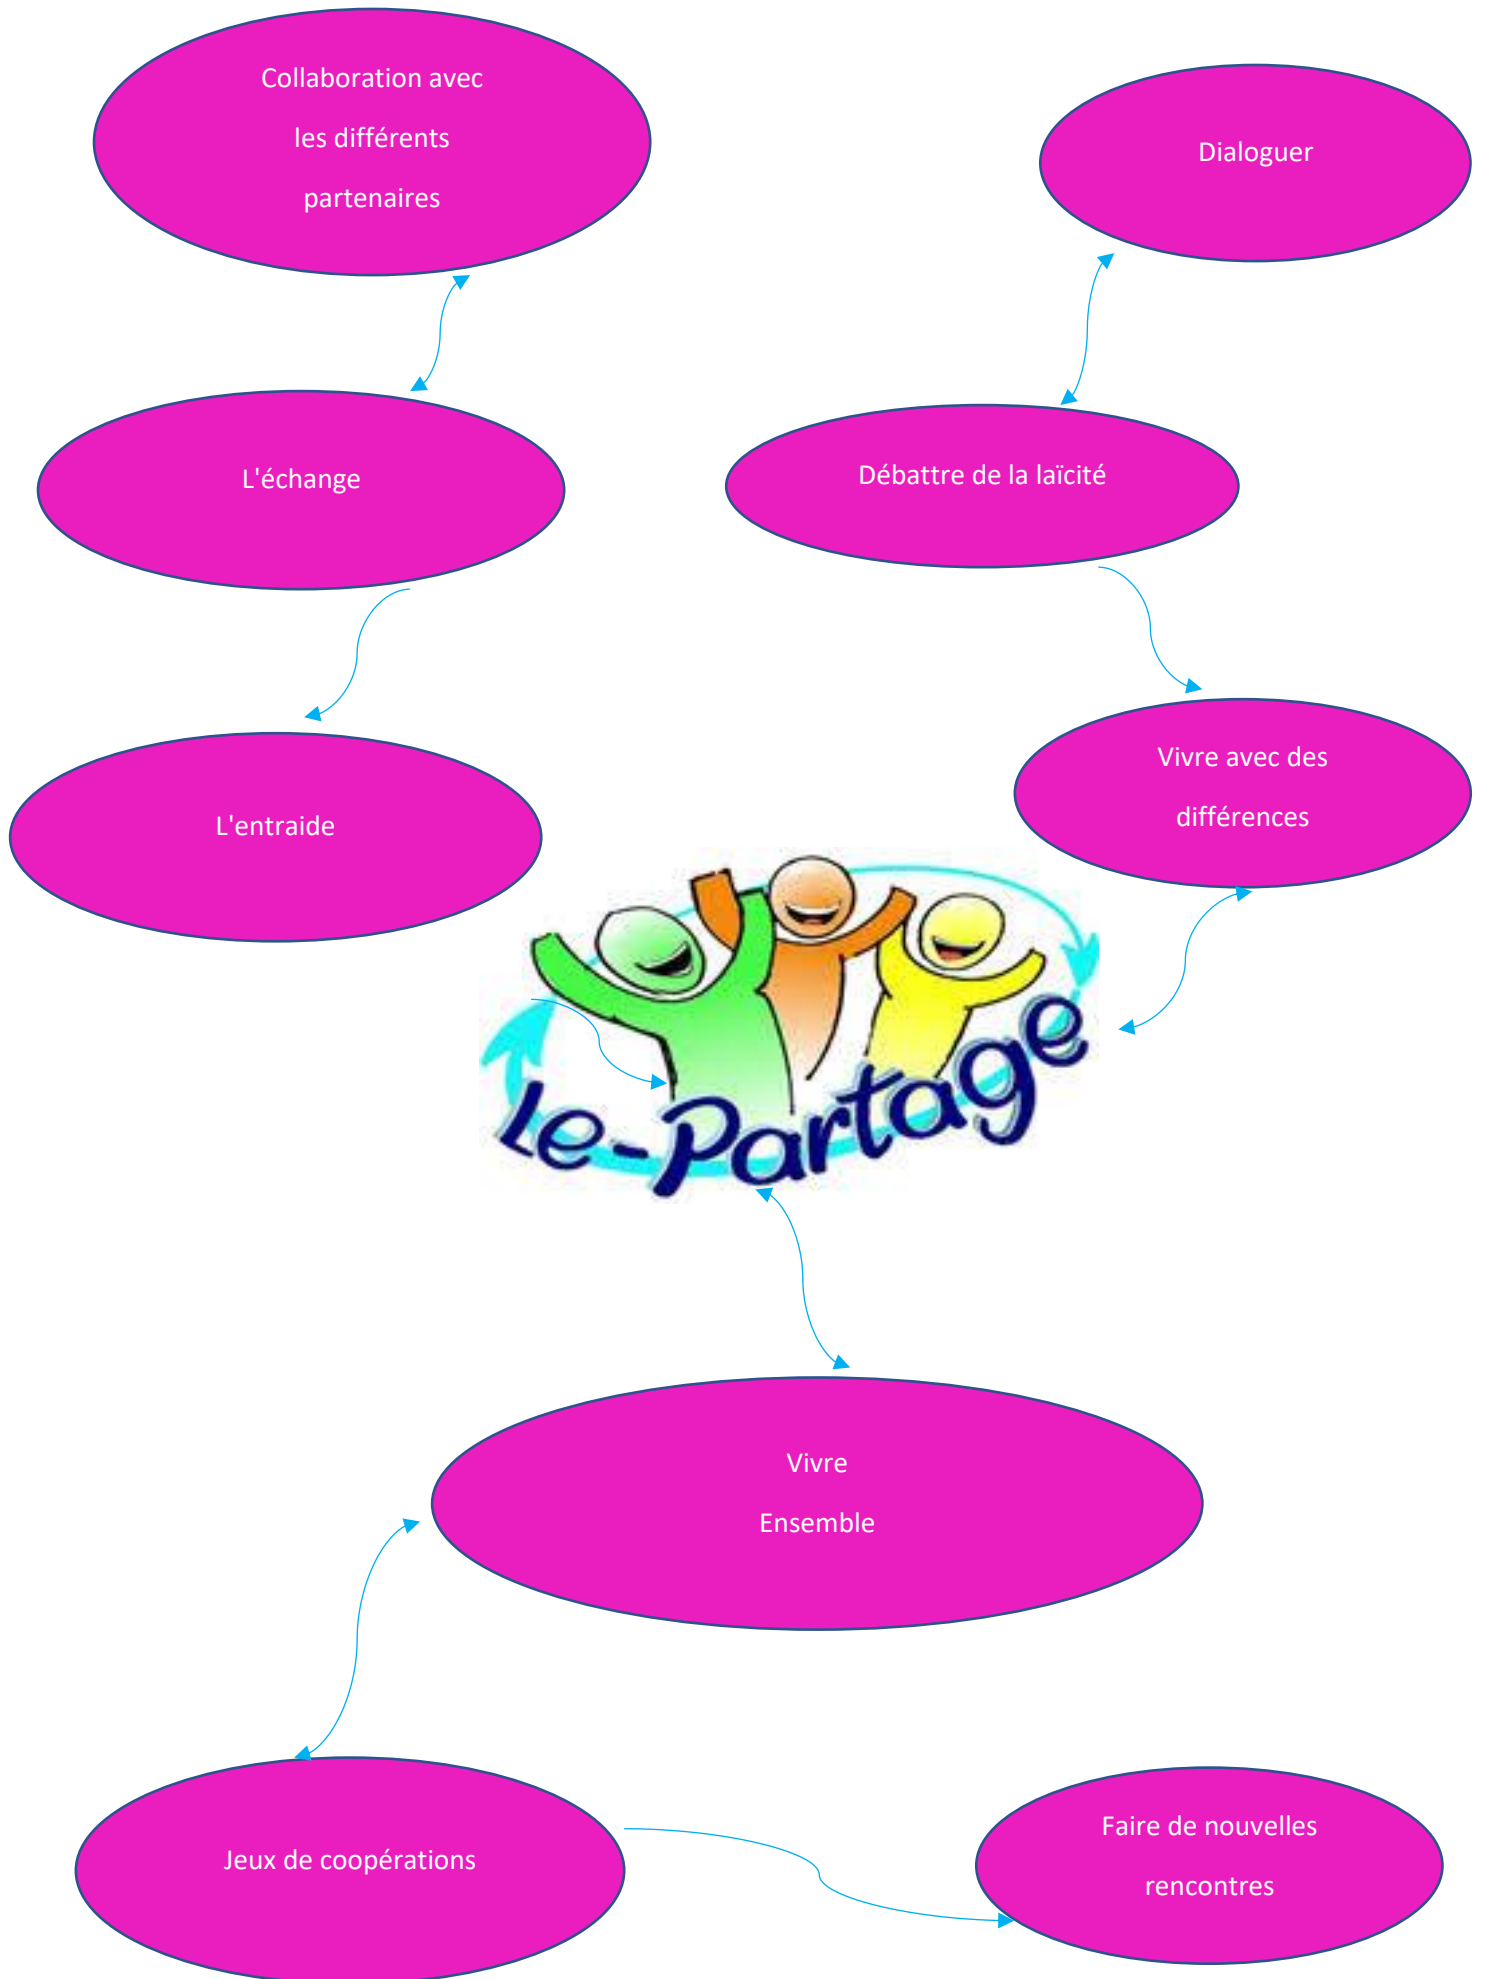 Collaboration avec
les différents
partenaires
Dialoguer
L'échange
Débattre de la laïcité
Vivre avec des
différences
L'entraide
Le-Partage
Vivre
Ensemble
Jeux de coopérations
Faire de nouvelles
rencontres